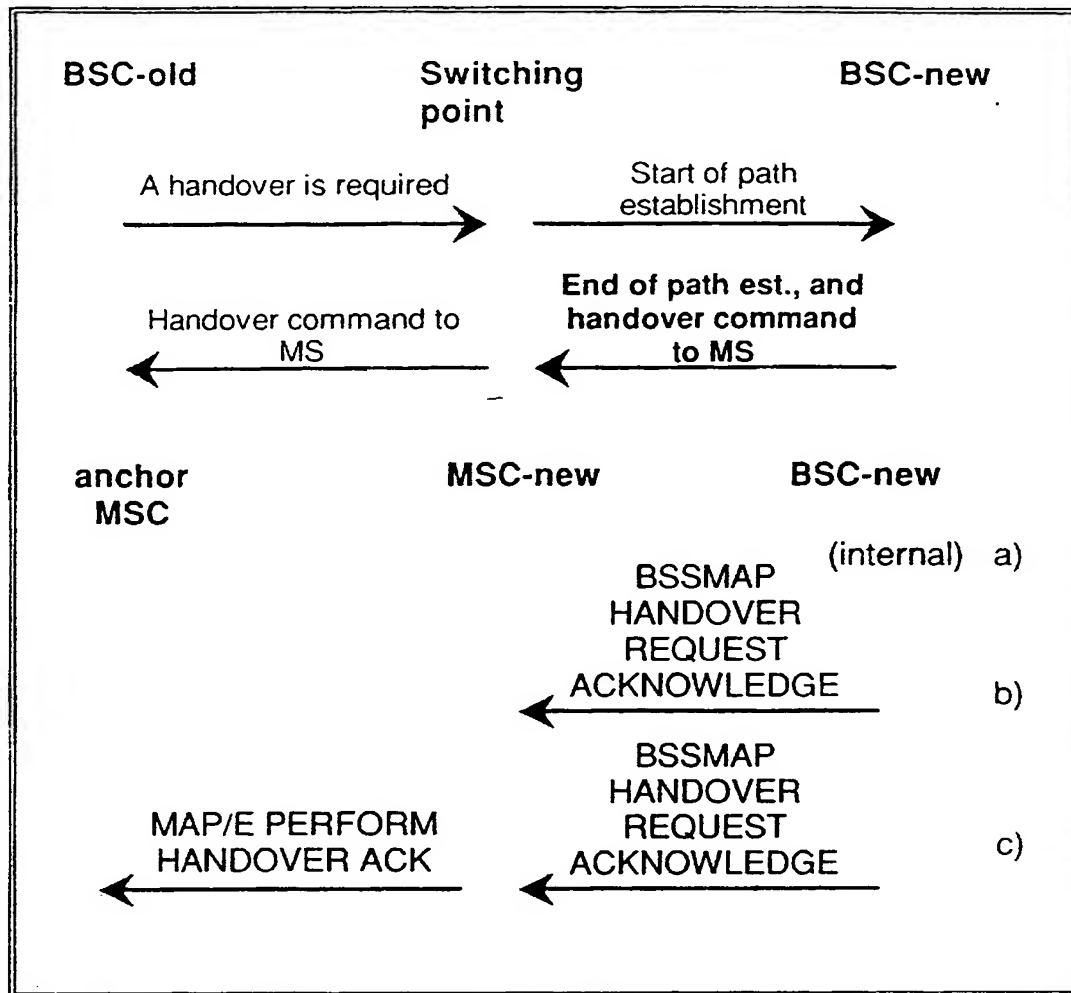 BSC-old Switching point BSC-new
A handover is required
Start of path
establishment
Handover command to
MS
End of path est., and
handover command
to MS
anchor
MSC
MSC-new
BSC-new
(internal) a)
BSSMAP
HANDOVER
REQUEST
ACKNOWLEDGE
b)
BSSMAP
HANDOVER
REQUEST
ACKNOWLEDGE
MAP/E PERFORM
HANDOVER ACK
c)